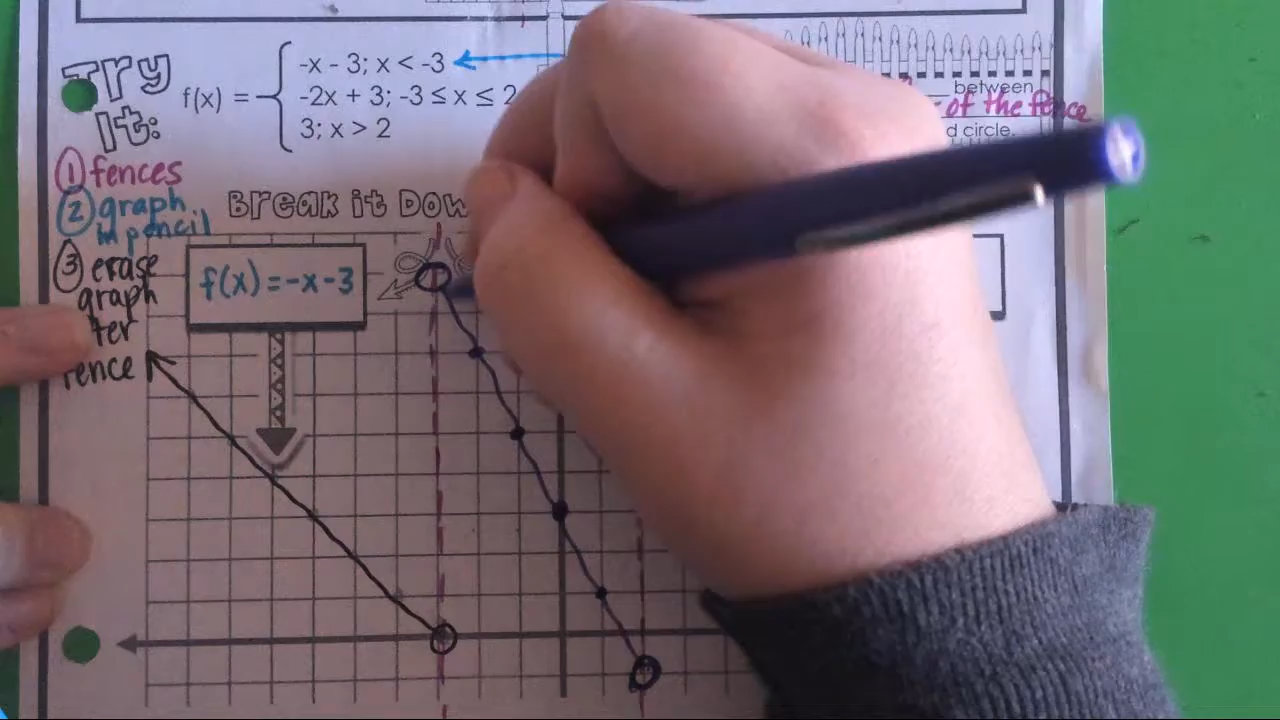 Try It:
f(x) =
-x - 3; x < -3
-2x + 3; -3 ≤ x ≤ 2
3; x > 2
between
of the fence
d circle.
① fences
② graph
in pencil
③ erase
graph
fence
Break it Dow
f(x) = -x - 3